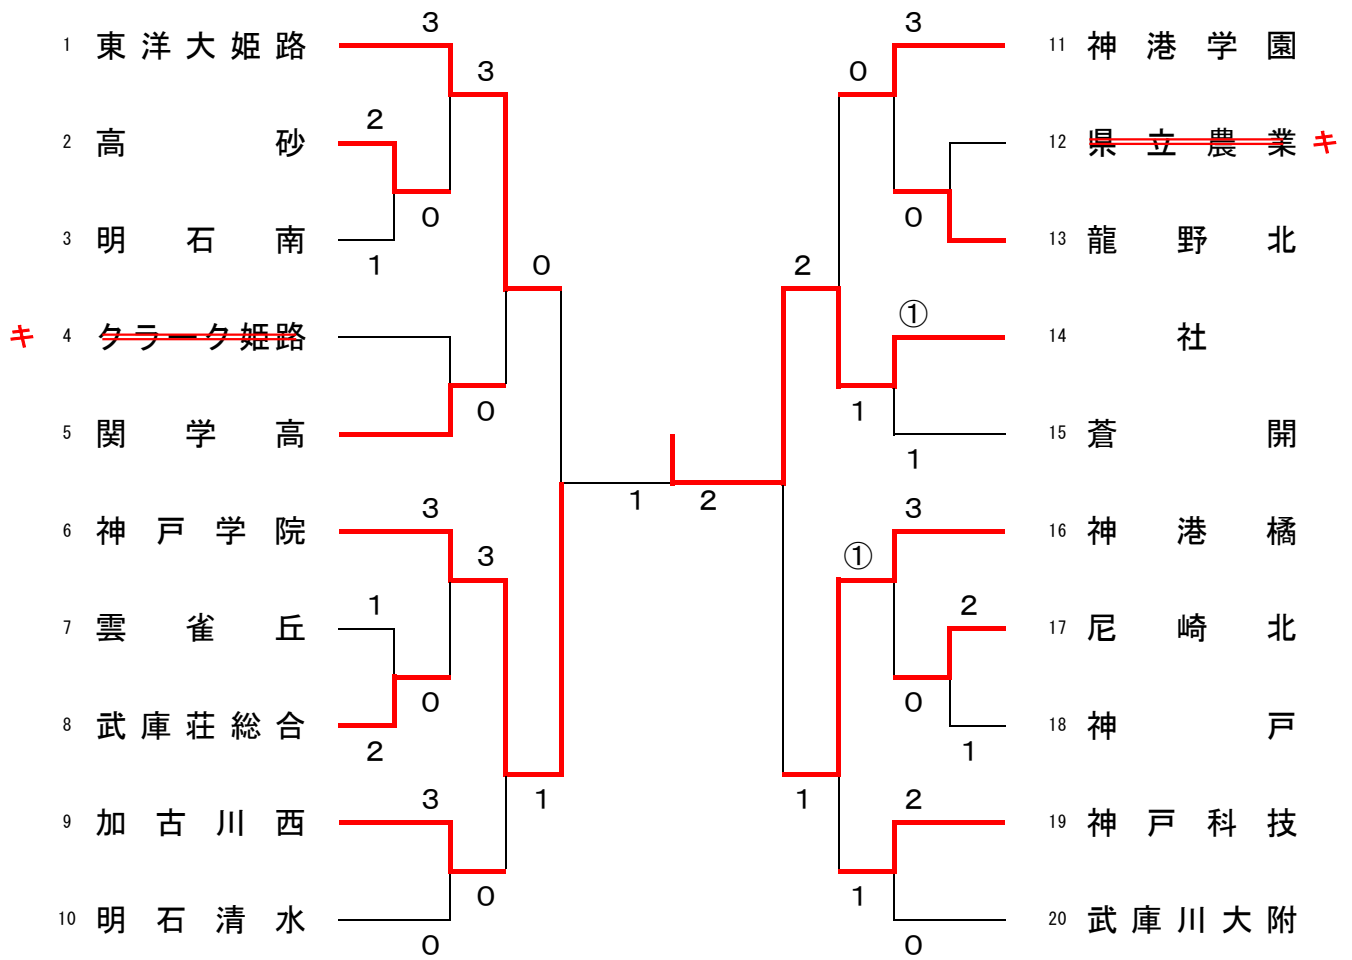 3
1 東洋大姫路
3
2
2 高砂
0
3 明石南
1
0
キ 4 クラーク姫路
0
5 関学高
3
6 神戸学院
3
1
7 雲雀丘
0
8 武庫荘総合
2
1
3
9 加古川西
0
10 明石清水
0
1 2
3
11 神港学園
0
12 県立農業 キ
0
13 龍野北
2
①
14 社
1
15 蒼開
1
3
16 神港橘
①
2
17 尼崎北
0
18 神戸
1
1
2
19 神戸科技
1
20 武庫川大附
0